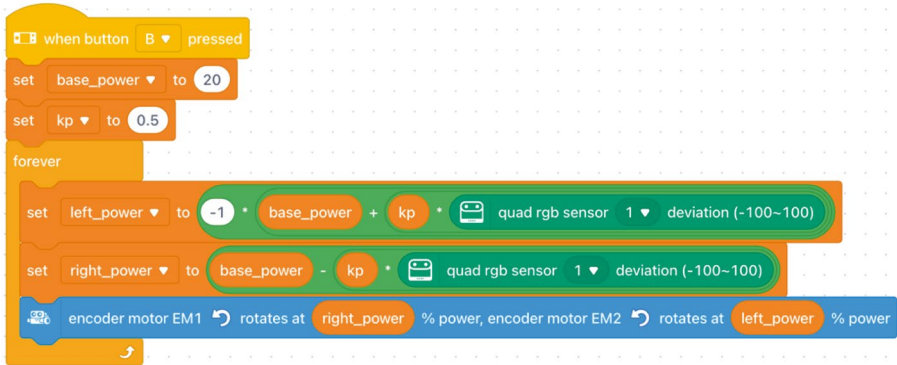 when button B pressed
set base_power to 20
set kp to 0.5
forever
set left_power to -1 * base_power + kp * quad rgb sensor 1 deviation (-100~100)
set right_power to base_power - kp * quad rgb sensor 1 deviation (-100~100)
encoder motor EM1 rotates at right_power % power, encoder motor EM2 rotates at left_power % power